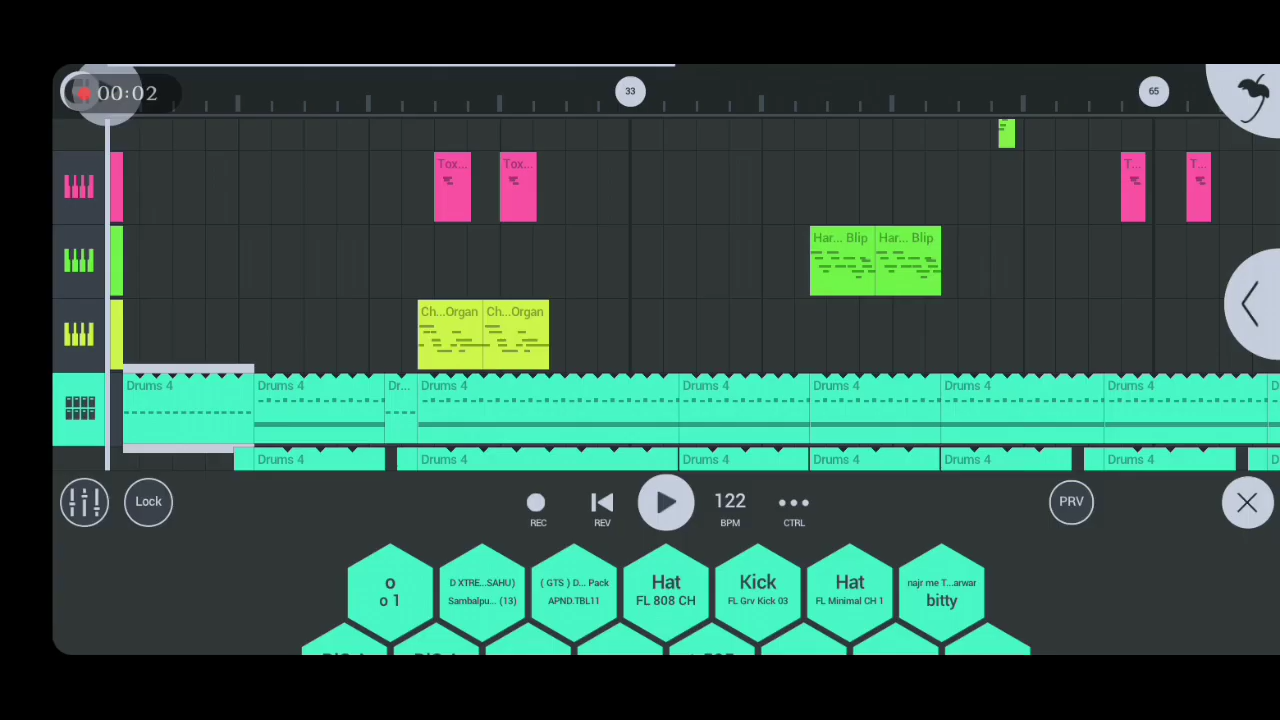 00:02
33
65
Tox...
Tox...
T...
T...
Har... Blip
Har... Blip
Ch...Organ
Ch...Organ
Drums 4
Drums 4
Dr...
Drums 4
Drums 4
Drums 4
Drums 4
Drums 4
D
Drums 4
Drums 4
Drums 4
Drums 4
Drums 4
Drums 4
D
Lock
REC
REV
122
BPM
CTRL
PRV
o
o 1
D XTRE...SAHU)
Sambalpu... (13)
( GTS ) D... Pack
APND.TBL11
Hat
FL 808 CH
Kick
FL Grv Kick 03
Hat
FL Minimal CH 1
najr me T...arwar
bitty